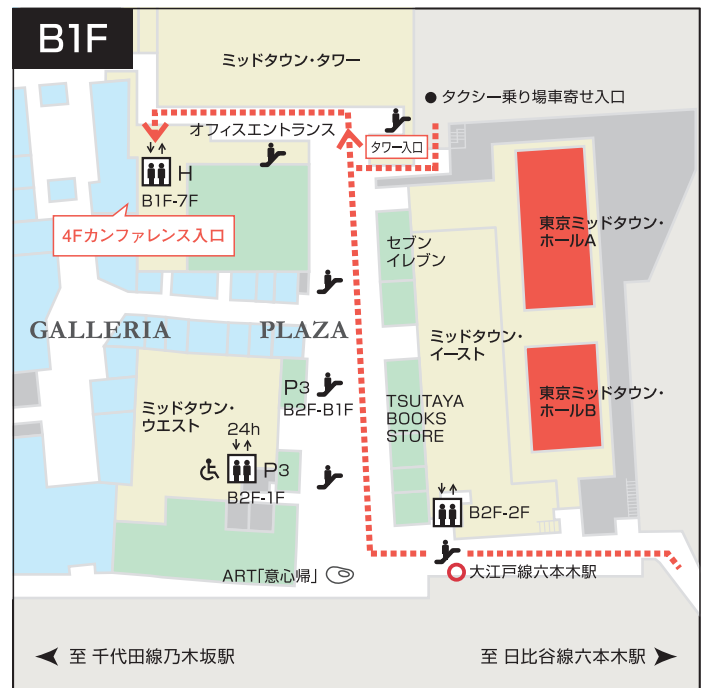 B1F
ミッドタウン・タワー
● タクシー乗り場車寄せ入口
オフィスエントランス
タワー入口
H
B1F-7F
4Fカンファレンス入口
東京ミッドタウン・
ホールA
セブン
イレブン
GALLERIA
PLAZA
ミッドタウン・
イースト
P3
B2F-B1F
ミッドタウン・
ウエスト
TSUTAYA
BOOKS
STORE
東京ミッドタウン・
ホールB
24h
P3
B2F-1F
B2F-2F
ART「意心帰」
大江戸線六本木駅
至 千代田線乃木坂駅
至 日比谷線六本木駅